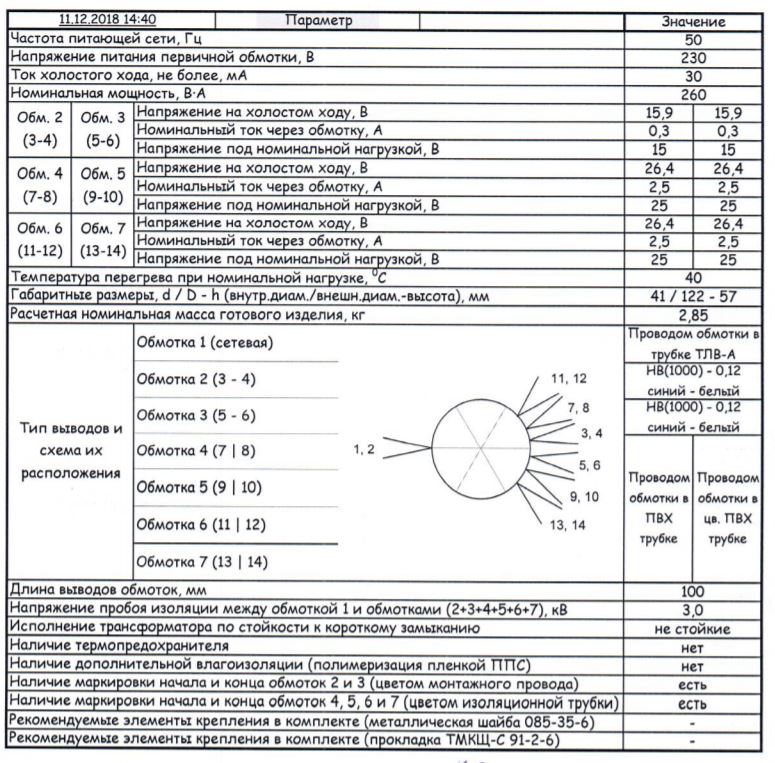 11.12.2018 14:40 Параметр Значение
Частота питающей сети, Гц 50
Напряжение питания первичной обмотки, В 230
Ток холостого хода, не более, мА 30
Номинальная мощность, В·А 260
Обм. 2 (3-4) Обм. 3 (5-6)
Напряжение на холостом ходу, В 15,9 15,9
Номинальный ток через обмотку, А 0,3 0,3
Напряжение под номинальной нагрузкой, В 15 15
Обм. 4 (7-8) Обм. 5 (9-10)
Напряжение на холостом ходу, В 26,4 26,4
Номинальный ток через обмотку, А 2,5 2,5
Напряжение под номинальной нагрузкой, В 25 25
Обм. 6 (11-12) Обм. 7 (13-14)
Напряжение на холостом ходу, В 26,4 26,4
Номинальный ток через обмотку, А 2,5 2,5
Напряжение под номинальной нагрузкой, В 25 25
Температура перегрева при номинальной нагрузке, ⁰С 40
Габаритные размеры, d / D - h (внутр.диам./внешн.диам.-высота), мм 41 / 122 - 57
Расчетная номинальная масса готового изделия, кг 2,85
Тип выводов и
схема их
расположения
Обмотка 1 (сетевая)
Обмотка 2 (3 - 4)
Обмотка 3 (5 - 6)
Обмотка 4 (7 | 8)
Обмотка 5 (9 | 10)
Обмотка 6 (11 | 12)
Обмотка 7 (13 | 14)
1, 2
11, 12
7, 8
3, 4
5, 6
9, 10
13, 14
Проводом обмотки в
трубке ТЛВ-А
НВ(1000) - 0,12
синий - белый
НВ(1000) - 0,12
синий - белый
Проводом
обмотки в
ПВХ
трубке
Проводом
обмотки в
цв. ПВХ
трубке
Длина выводов обмоток, мм 100
Напряжение пробоя изоляции между обмоткой 1 и обмотками (2+3+4+5+6+7), кВ 3,0
Исполнение трансформатора по стойкости к короткому замыканию не стойкие
Наличие термопредохранителя нет
Наличие дополнительной влагоизоляции (полимеризация пленкой ППС) нет
Наличие маркировки начала и конца обмоток 2 и 3 (цветом монтажного провода) есть
Наличие маркировки начала и конца обмоток 4, 5, 6 и 7 (цветом изоляционной трубки) есть
Рекомендуемые элементы крепления в комплекте (металлическая шайба 085-35-6) -
Рекомендуемые элементы крепления в комплекте (прокладка ТМКЩ-С 91-2-6) -